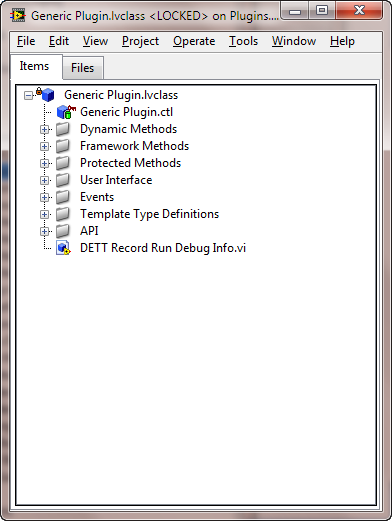 Generic Plugin.lvclass <LOCKED> on Plugins....
File Edit View Project Operate Tools Window Help
Items Files
Generic Plugin.lvclass
Generic Plugin.ctl
Dynamic Methods
Framework Methods
Protected Methods
User Interface
Events
Template Type Definitions
API
DETT Record Run Debug Info.vi